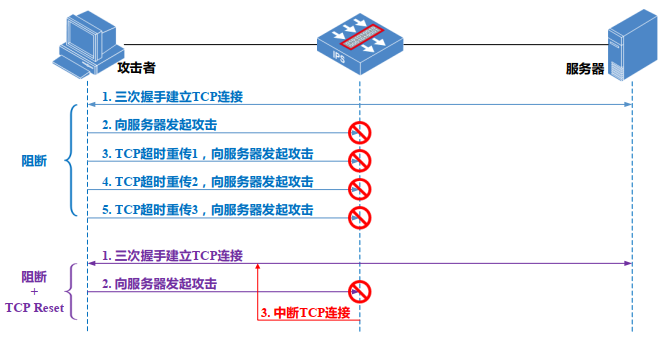 IPS
攻击者
服务器
1. 三次握手建立TCP连接
2. 向服务器发起攻击
3. TCP超时重传1，向服务器发起攻击
阻断
4. TCP超时重传2，向服务器发起攻击
5. TCP超时重传3，向服务器发起攻击
1. 三次握手建立TCP连接
阻断
+
TCP Reset
2. 向服务器发起攻击
3. 中断TCP连接